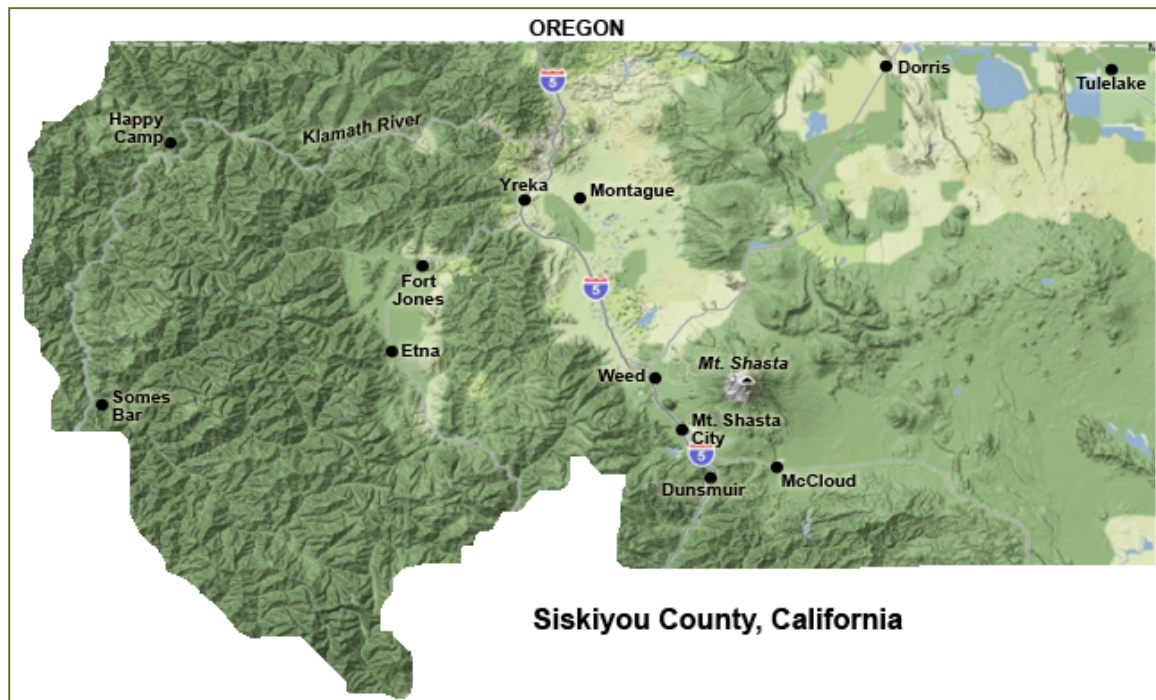 OREGON
5
Dorris
Tulelake
Happy
Camp
Klamath River
Yreka
Montague
Fort
Jones
5
Etna
Weed
Mt. Shasta
Somes
Bar
Mt. Shasta
City
5
McCloud
Dunsmuir
Siskiyou County, California